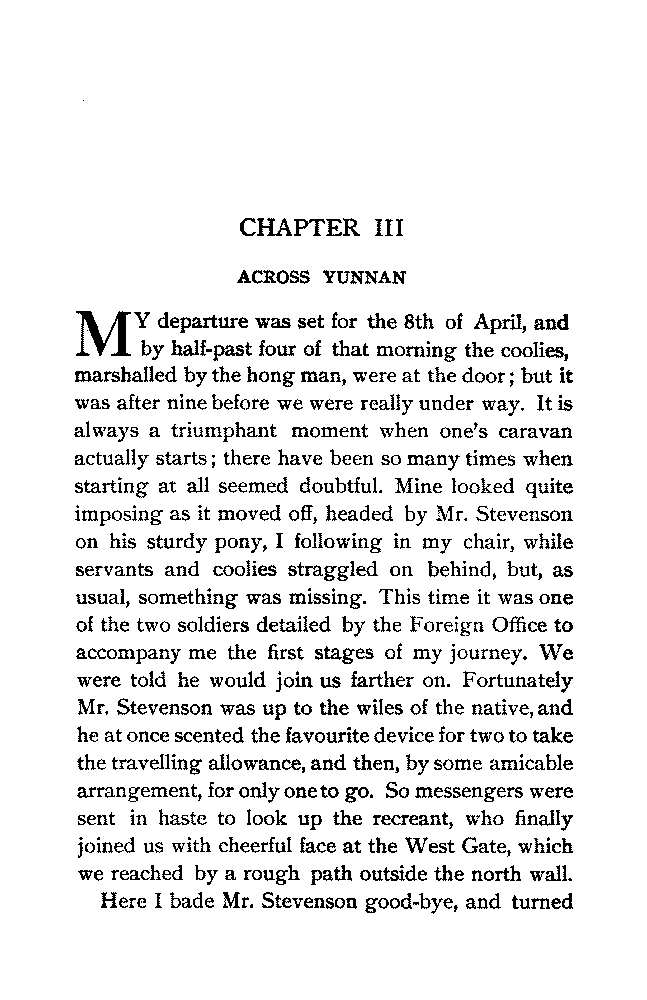 CHAPTER III
ACROSS YUNNAN
MY departure was set for the 8th of April, and
by half-past four of that morning the coolies,
marshalled by the hong man, were at the door; but it
was after nine before we were really under way. It is
always a triumphant moment when one's caravan
actually starts; there have been so many times when
starting at all seemed doubtful. Mine looked quite
imposing as it moved off, headed by Mr. Stevenson
on his sturdy pony, I following in my chair, while
servants and coolies straggled on behind, but, as
usual, something was missing. This time it was one
of the two soldiers detailed by the Foreign Office to
accompany me the first stages of my journey. We
were told he would join us farther on. Fortunately
Mr. Stevenson was up to the wiles of the native, and
he at once scented the favourite device for two to take
the travelling allowance, and then, by some amicable
arrangement, for only one to go. So messengers were
sent in haste to look up the recreant, who finally
joined us with cheerful face at the West Gate, which
we reached by a rough path outside the north wall.
Here I bade Mr. Stevenson good-bye, and turned